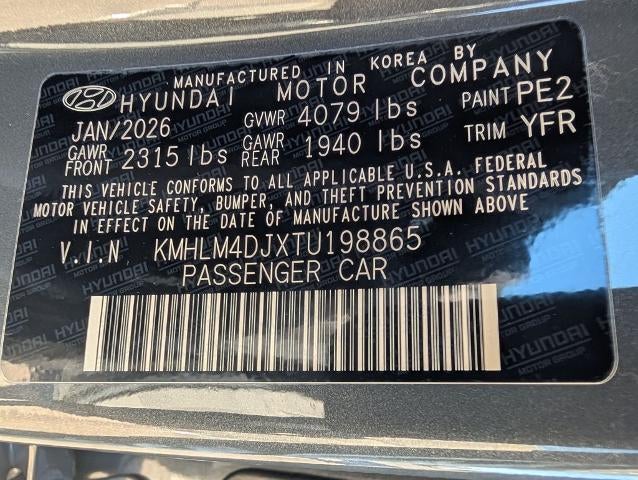 MANUFACTURED IN KOREA BY
HYUNDAI MOTOR COMPANY
JAN/2026 GVWR 4079 lbs PAINT PE2
GAWR FRONT 2315 lbs GAWR REAR 1940 lbs TRIM YFR
THIS VEHICLE CONFORMS TO ALL APPLICABLE U.S.A. FEDERAL
MOTOR VEHICLE SAFETY, BUMPER, AND THEFT PREVENTION STANDARDS
IN EFFECT ON THE DATE OF MANUFACTURE SHOWN ABOVE
V.I.N KMHLM4DJXTU198865
PASSENGER CAR